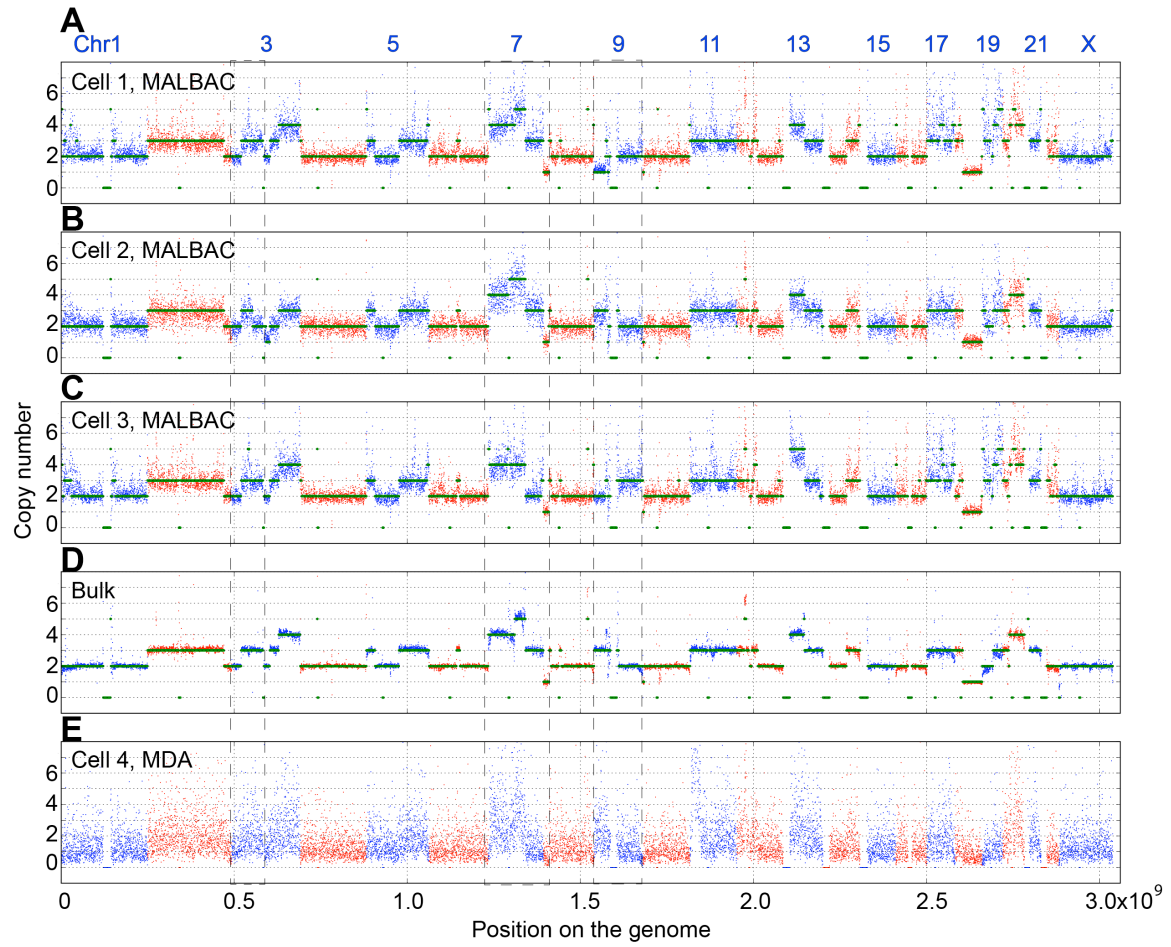 A
Chr1 3 5 7 9 11 13 15 17 19 21 X
Cell 1, MALBAC
6
4
2
0
B
Cell 2, MALBAC
6
4
2
0
C
Cell 3, MALBAC
6
4
2
0
Copy number
D
Bulk
6
4
2
0
E
Cell 4, MDA
6
4
2
0
0 0.5 1.0 1.5 2.0 2.5 3.0x10⁹
Position on the genome